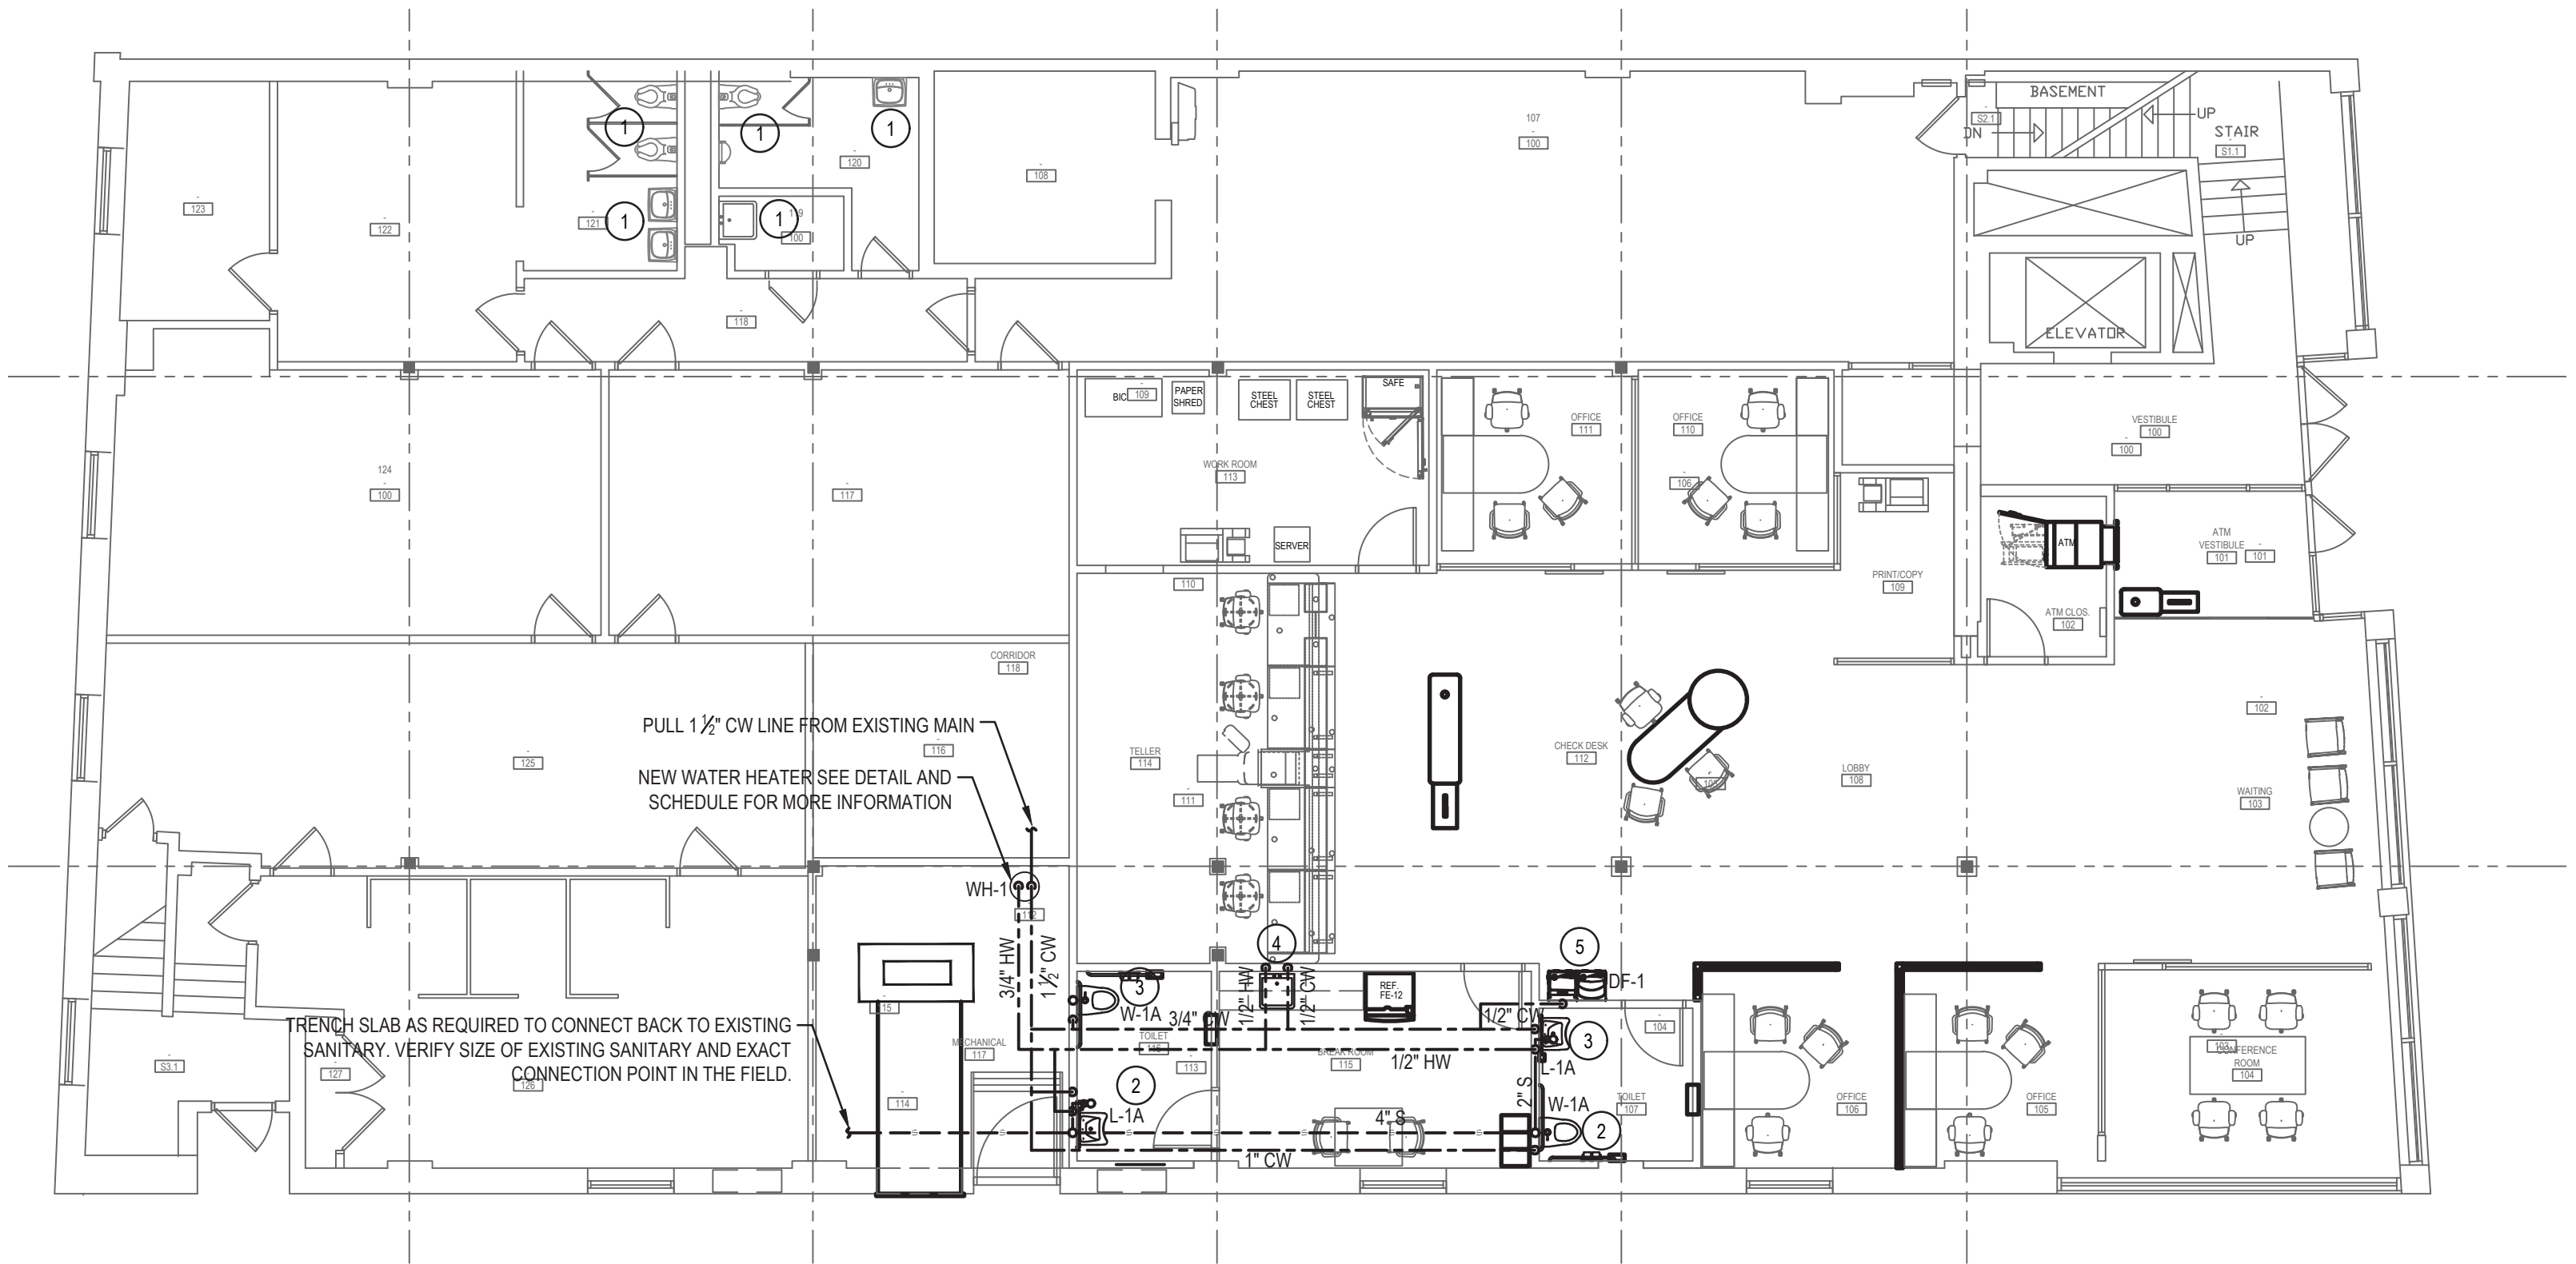 BASEMENT
UP
STAIR
S1.1
S2.1
DN
UP
ELEVATOR
107
100
108
120
1
1
1
1
1
121
100
122
123
118
124
100
117
BIC
109
PAPER
SHRED
STEEL
CHEST
STEEL
CHEST
SAFE
WORK ROOM
113
SERVER
OFFICE
111
OFFICE
110
106
VESTIBULE
100
100
ATM
VESTIBULE
101
101
ATM
PRINT/COPY
109
ATM CLOS.
102
110
CORRIDOR
118
PULL 1 ½" CW LINE FROM EXISTING MAIN
116
125
NEW WATER HEATER SEE DETAIL AND
SCHEDULE FOR MORE INFORMATION
TELLER
114
111
CHECK DESK
112
LOBBY
108
102
WAITING
103
WH-1
112
3/4" HW
1 ½" CW
4
5
DF-1
3
W-1A
3/4" CW
1/2" HW
1/2" CW
REF.
FE-12
1/2" CW
104
TRENCH SLAB AS REQUIRED TO CONNECT BACK TO EXISTING
SANITARY. VERIFY SIZE OF EXISTING SANITARY AND EXACT
CONNECTION POINT IN THE FIELD.
115
MECHANICAL
117
TOILET
113
BREAK ROOM
115
1/2" HW
3
L-1A
S3.1
127
126
114
2
L-1A
4" S
2" S
W-1A
2
TOILET
107
1" CW
OFFICE
106
OFFICE
105
CONFERENCE
ROOM
104